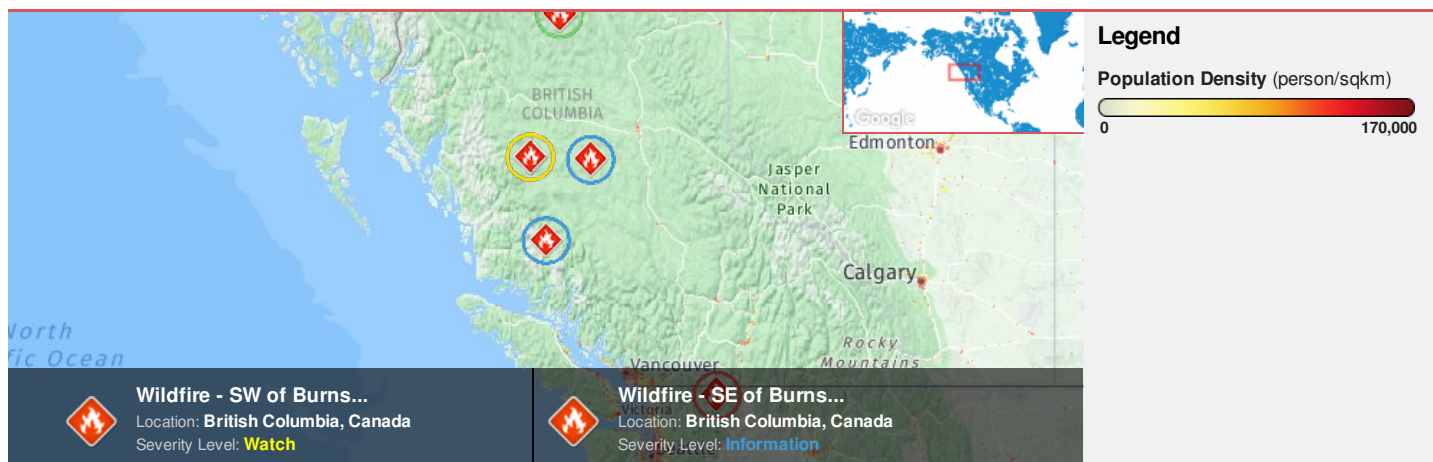 BRITISH
COLUMBIA
Google
Edmonton
Jasper
National
Park
Calgary
North
fic Ocean
Rocky
Mountains
Vancouver
Victoria
Seattle
Wildfire - SW of Burns...
Location: British Columbia, Canada
Severity Level: Watch
Wildfire - SE of Burns...
Location: British Columbia, Canada
Severity Level: Information
Legend
Population Density (person/sqkm)
0 170,000